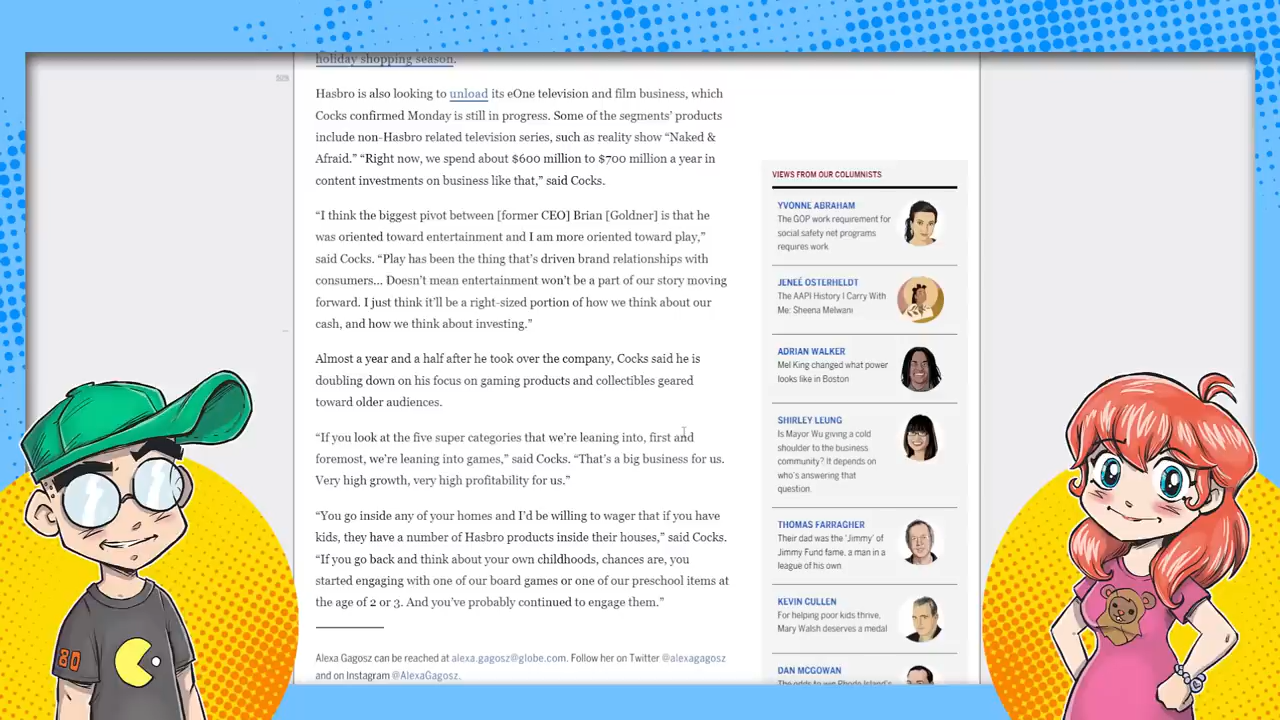 holiday shopping season.
Hasbro is also looking to unload its eOne television and film business, which
Cocks confirmed Monday is still in progress. Some of the segments’ products
include non-Hasbro related television series, such as reality show “Naked &
Afraid.” “Right now, we spend about $600 million to $700 million a year in
content investments on business like that,” said Cocks.
“I think the biggest pivot between [former CEO] Brian [Goldner] is that he
was oriented toward entertainment and I am more oriented toward play,”
said Cocks. “Play has been the thing that’s driven brand relationships with
consumers... Doesn’t mean entertainment won’t be a part of our story moving
forward. I just think it’ll be a right-sized portion of how we think about our
cash, and how we think about investing.”
Almost a year and a half after he took over the company, Cocks said he is
doubling down on his focus on gaming products and collectibles geared
toward older audiences.
“If you look at the five super categories that we’re leaning into, first and
foremost, we’re leaning into games,” said Cocks. “That’s a big business for us.
Very high growth, very high profitability for us.”
“You go inside any of your homes and I’d be willing to wager that if you have
kids, they have a number of Hasbro products inside their houses,” said Cocks.
“If you go back and think about your own childhoods, chances are, you
started engaging with one of our board games or one of our preschool items at
the age of 2 or 3. And you’ve probably continued to engage them.”
Alexa Gagosz can be reached at alexa.gagosz@globe.com. Follow her on Twitter @alexagagosz
and on Instagram @AlexaGagosz.
VIEWS FROM OUR COLUMNISTS
YVONNE ABRAHAM
The GOP work requirement for
social safety net programs
requires work
JENEÉ OSTERHELDT
The AAPI History I Carry With
Me: Sheena Melwani
ADRIAN WALKER
Mel King changed what power
looks like in Boston
SHIRLEY LEUNG
Is Mayor Wu giving a cold
shoulder to the business
community? It depends on
who's answering that
question.
THOMAS FARRAGHER
Their dad was the ‘Jimmy’ of
Jimmy Fund fame, a man in a
league of his own
KEVIN CULLEN
For helping poor kids thrive,
Mary Walsh deserves a medal
DAN MCGOWAN
The odds to win Rhode Island's
80